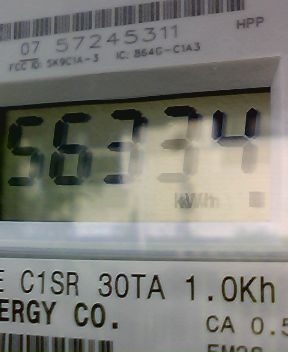 HPP
07 57245311
FCC ID: SK9C1A-3 IC: 864G-C1A3
56334
kWh
E C1SR 30TA 1.0Kh
ERGY CO.
CA 0.5